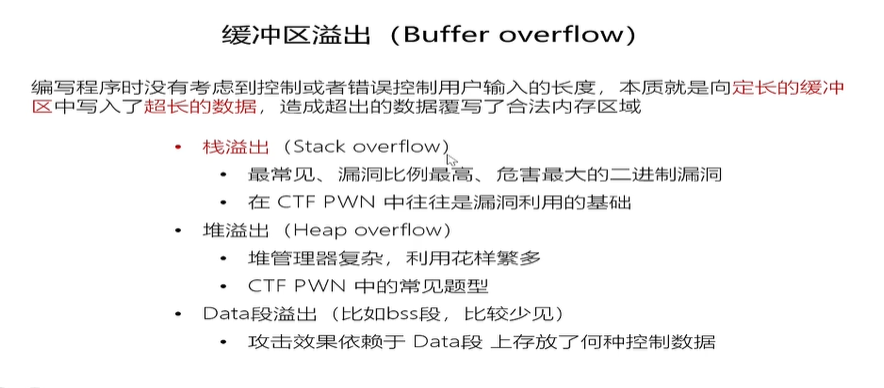 缓冲区溢出（Buffer overflow）
编写程序时没有考虑到控制或者错误控制用户输入的长度，本质就是向定长的缓冲
区中写入了超长的数据，造成超出的数据覆写了合法内存区域
• 栈溢出（Stack overflow）
• 最常见、漏洞比例最高、危害最大的二进制漏洞
• 在 CTF PWN 中往往是漏洞利用的基础
• 堆溢出（Heap overflow）
• 堆管理器复杂，利用花样繁多
• CTF PWN 中的常见题型
• Data段溢出（比如bss段，比较少见）
• 攻击效果依赖于 Data段 上存放了何种控制数据